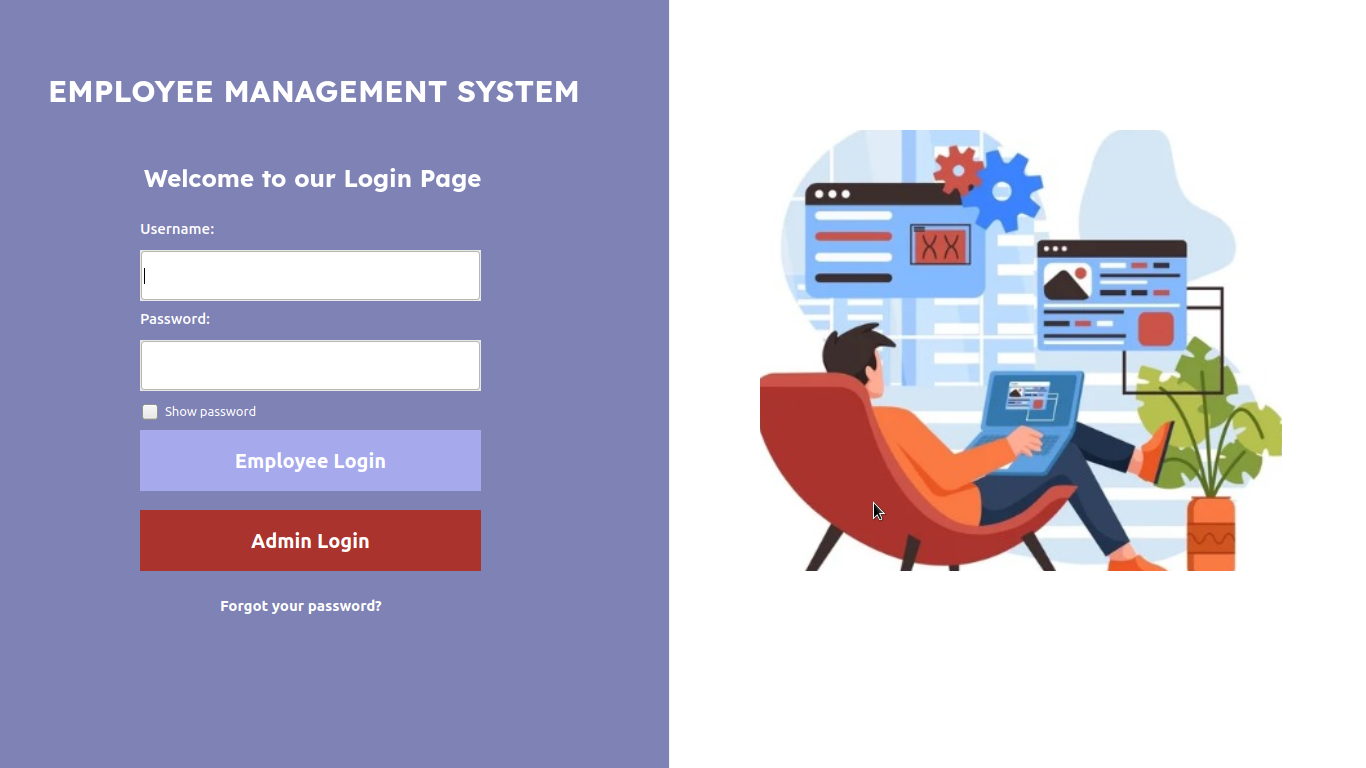 EMPLOYEE MANAGEMENT SYSTEM
Welcome to our Login Page
Username:
Password:
Show password
Employee Login
Admin Login
Forgot your password?